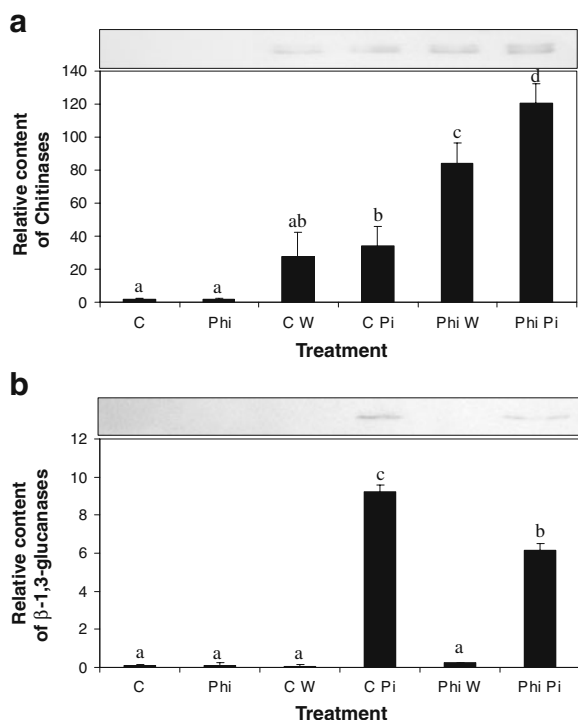 a
140
120
100
80
60
40
20
0
Relative content
of Chitinases
a
a
ab
b
c
d
C Phi C W C Pi Phi W Phi Pi
Treatment
b
12
10
8
6
4
2
0
Relative content
of β-1,3-glucanases
a
a
a
c
a
b
C Phi C W C Pi Phi W Phi Pi
Treatment